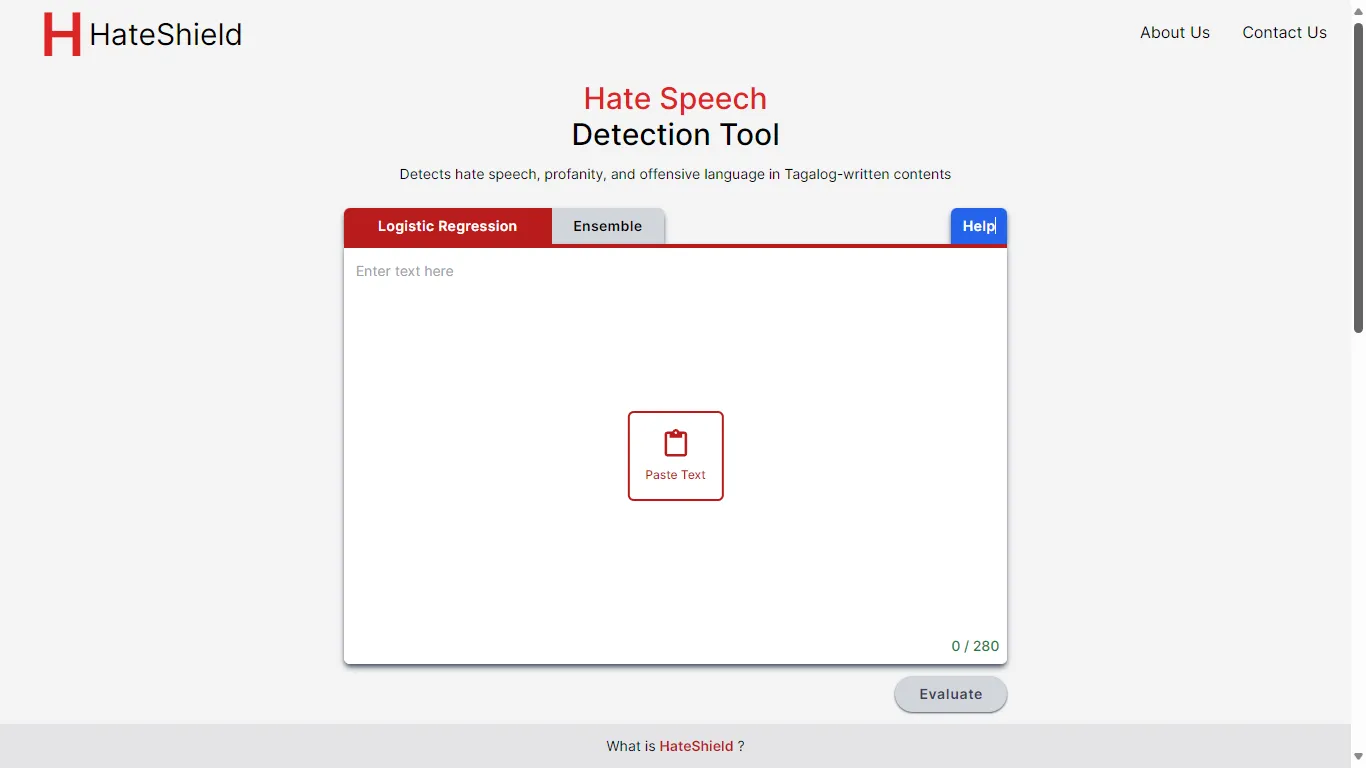 H HateShield
About Us
Contact Us
Hate Speech
Detection Tool
Detects hate speech, profanity, and offensive language in Tagalog-written contents
Logistic Regression
Ensemble
Help
Enter text here
Paste Text
0 / 280
Evaluate
What is HateShield ?